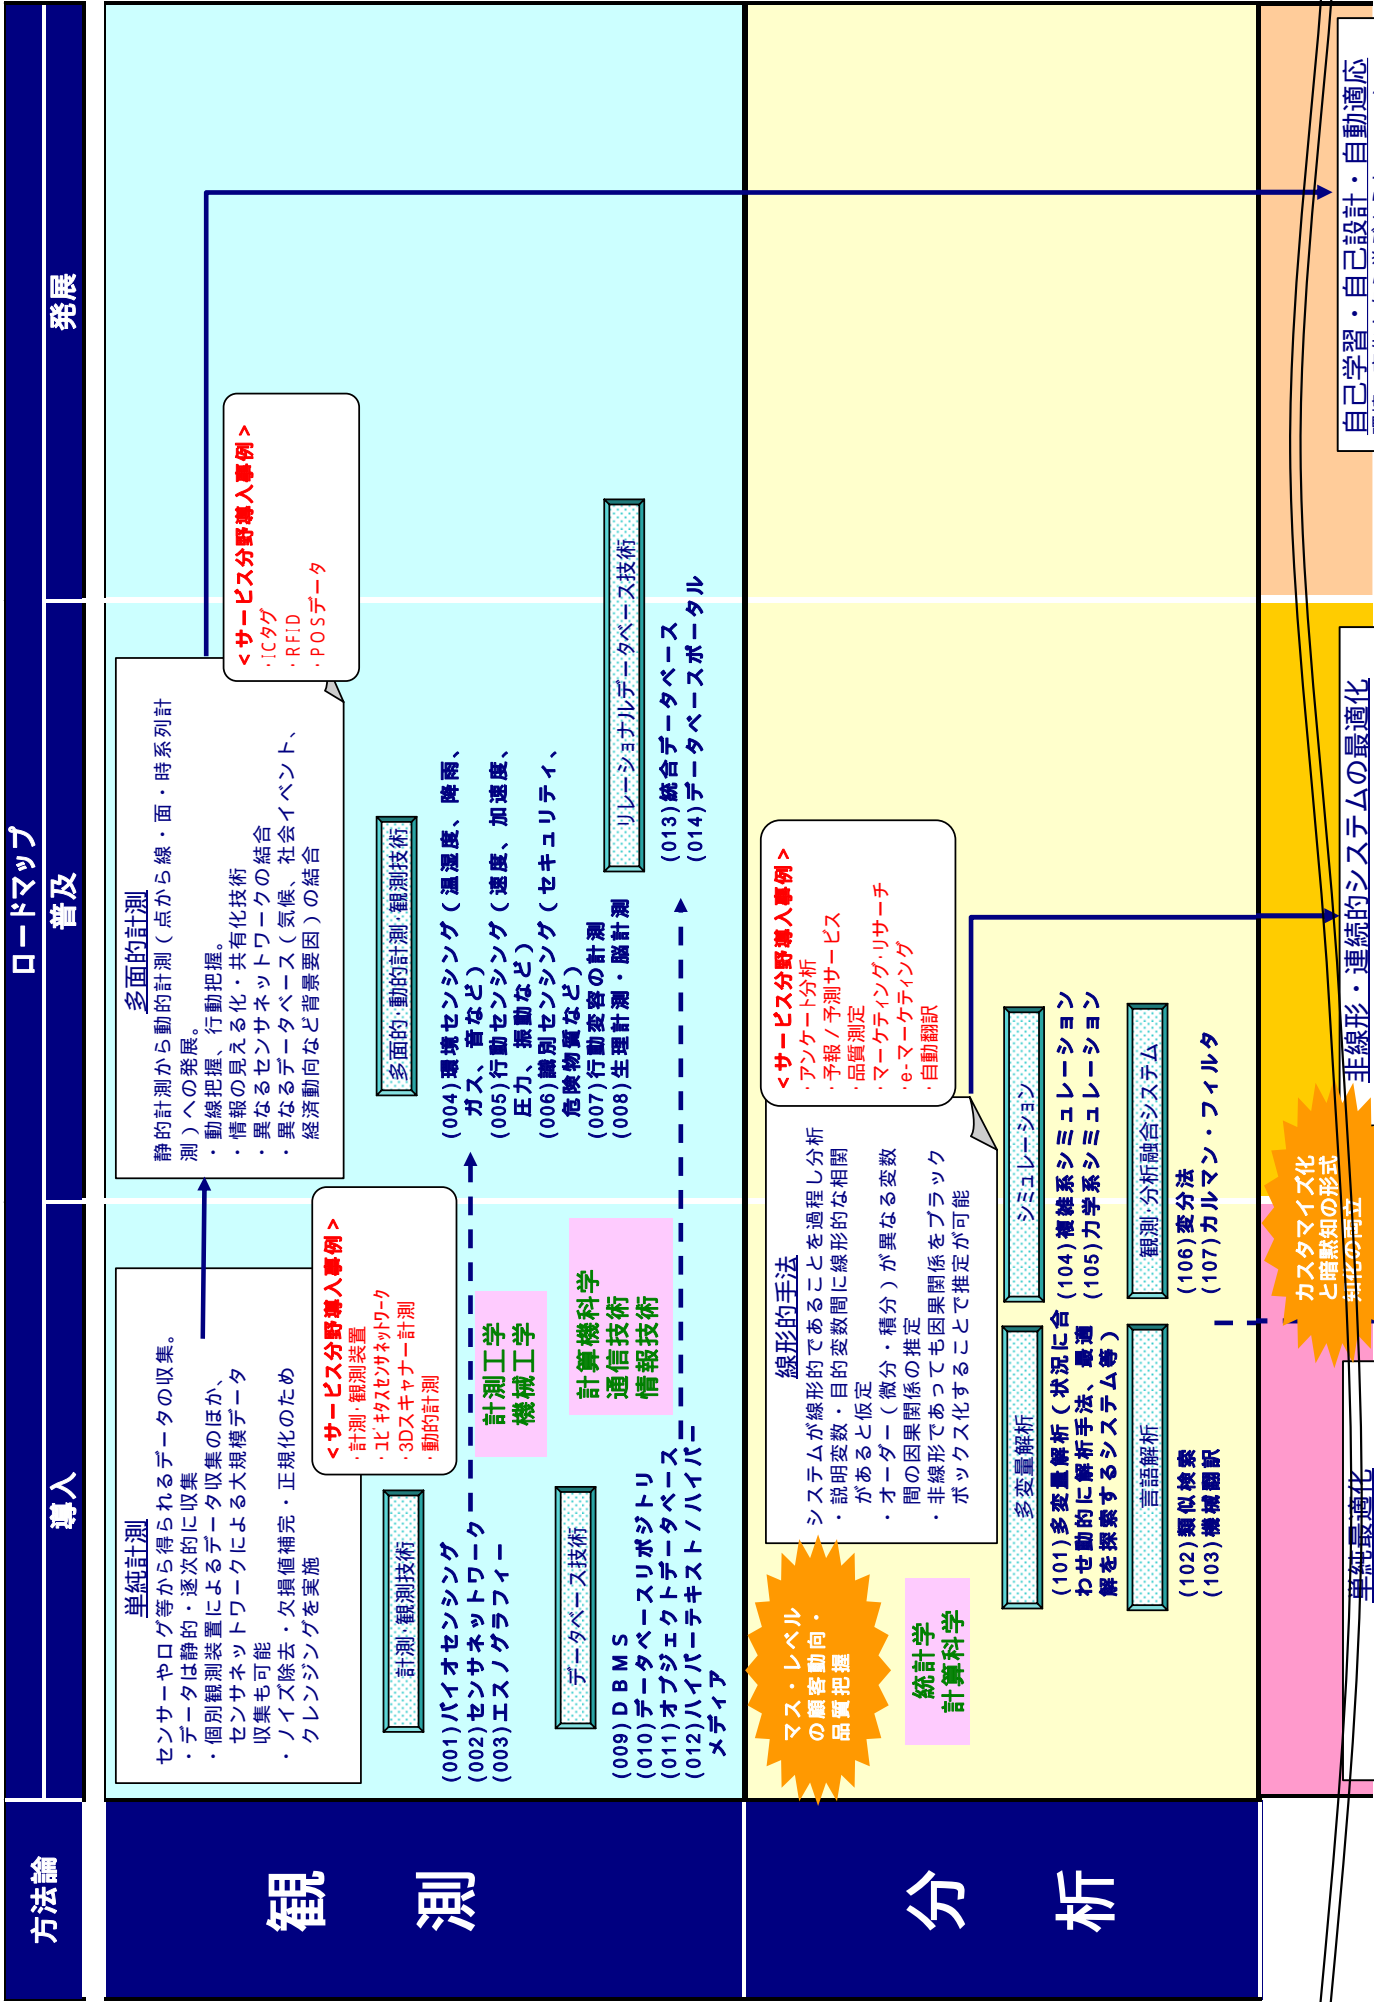 方法論
ロードマップ
導入
普及
発展
観測
単純計測
センサーやログ等から得られるデータの収集。
・データは静的・逐次的に収集
・個別観測装置によるデータ収集のほか、
センサネットワークによる大規模データ
収集も可能
・ノイズ除去・欠損値補完・正規化のため
クレンジングを実施
<サービス分野導入事例>
・計測・観測装置
・ユビキタスセンサネットワーク
・3Dスキャナー計測
・動的計測
計測・観測技術
(001)バイオセンシング
(002)センサネットワーク
(003)エスノグラフィー
計測工学
機械工学
データベース技術
(009)DBMS
(010)データベースリポジトリ
(011)オブジェクトデータベース
(012)ハイパーテキスト/ハイパー
メディア
計算機科学
通信技術
情報技術
多面的計測
静的計測から動的計測(点から線・面・時系列計
測)への発展。
・動線把握、行動把握。
・情報の見える化・共有化技術
・異なるセンサネットワークの結合
・異なるデータベース(気候、社会イベント、
経済動向など背景要因)の結合
<サービス分野導入事例>
・ICタグ
・RFID
・POSデータ
多面的・動的計測・観測技術
(004)環境センシング(温湿度、降雨、
ガス、音など)
(005)行動センシング(速度、加速度、
圧力、振動など)
(006)識別センシング(セキュリティ、
危険物質など)
(007)行動変容の計測
(008)生理計測・脳計測
リレーショナルデータベース技術
(013)統合データベース
(014)データベースポータル
分析
マス・レベル
の顧客動向・
品質把握
統計学
計算科学
線形的手法
システムが線形的であることを過程し分析
・説明変数・目的変数間に線形的な相関
があると仮定
・オーダー(微分・積分)が異なる変数
間の因果関係の推定
・非線形であっても因果関係をブラック
ボックス化することで推定が可能
<サービス分野導入事例>
・アンケート分析
・予報/予測サービス
・品質測定
・マーケティング・リサーチ
・e-マーケティング
・自動翻訳
多変量解析
(101)多変量解析(状況に合
わせ動的に解析手法、最適
解を探索するシステム等)
言語解析
(102)類似検索
(103)機械翻訳
シミュレーション
(104)複雑系シミュレーション
(105)力学系シミュレーション
観測・分析融合システム
(106)変分法
(107)カルマン・フィルタ
単純最適化
カスタマイズ化
と暗黙知の形式
知化の両立
非線形・連続的システムの最適化
自己学習・自己設計・自動適応